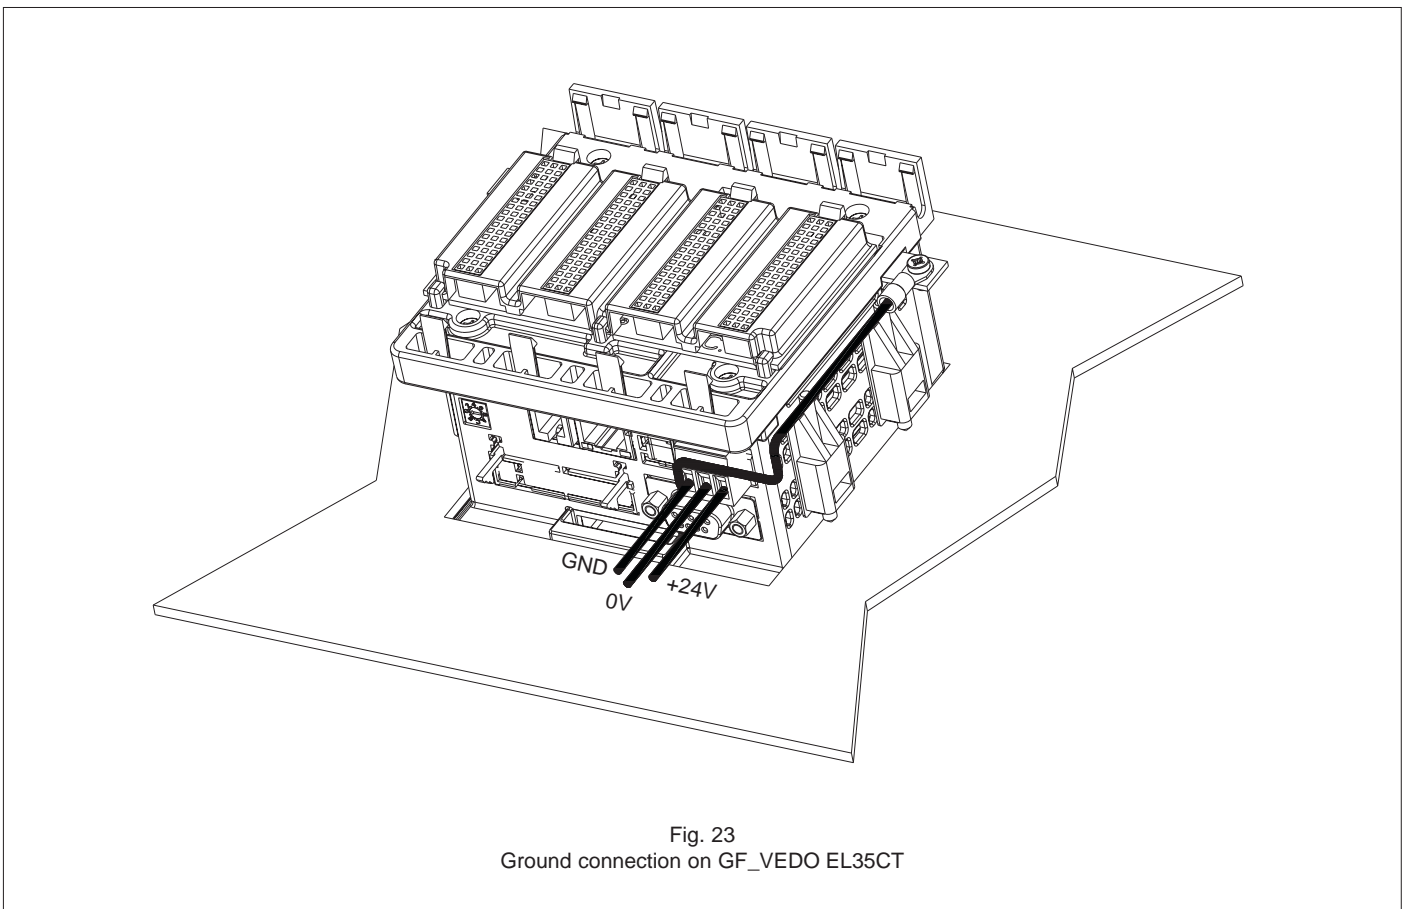 GND
0V
+24V
Fig. 23
Ground connection on GF_VEDO EL35CT